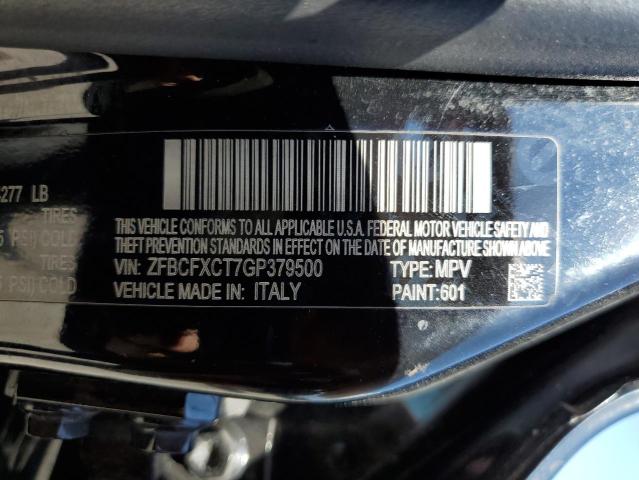 277 LB
TIRES
PSI) COLD
TIRES
PSI) COLD
THIS VEHICLE CONFORMS TO ALL APPLICABLE U.S.A. FEDERAL MOTOR VEHICLE SAFETY AND
THEFT PREVENTION STANDARDS IN EFFECT ON THE DATE OF MANUFACTURE SHOWN ABOVE
VIN: ZFBCFXCT7GP379500 TYPE: MPV
VEHICLE MADE IN: ITALY PAINT: 601